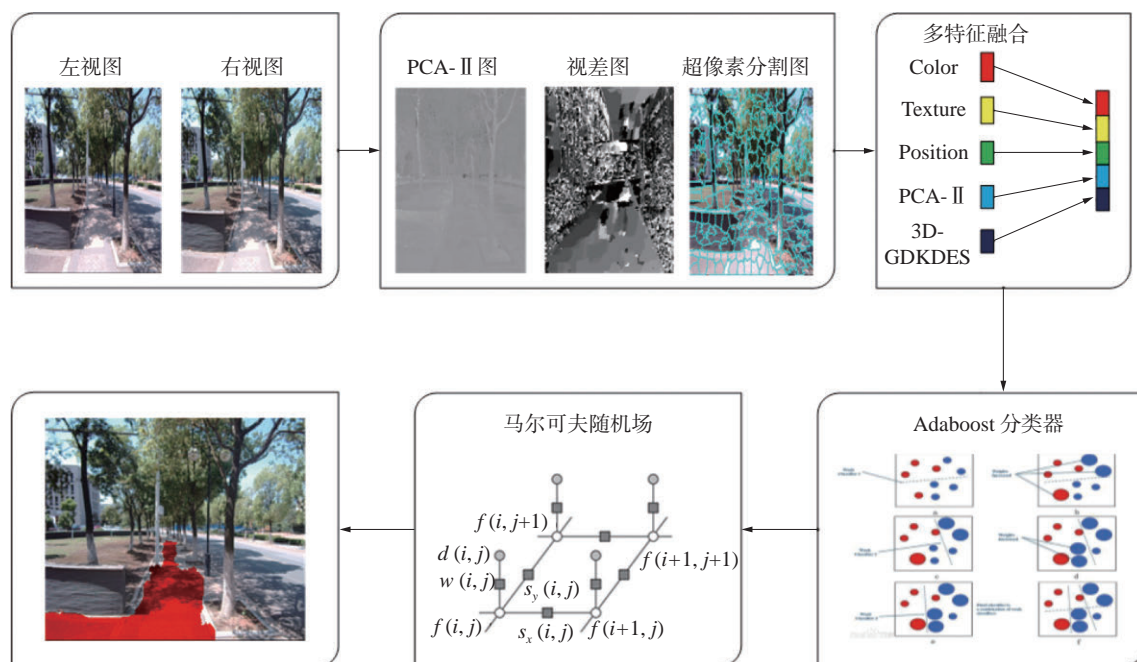 左视图
右视图
PCA-Ⅱ图
视差图
超像素分割图
多特征融合
Color
Texture
Position
PCA-Ⅱ
3D-
GDKDES
马尔可夫随机场
f(i, j+1)
d(i, j)
w(i, j)
s_y(i, j)
f(i+1, j+1)
f(i, j)
s_x(i, j)
f(i+1, j)
Adaboost 分类器
a
b
c
d
e
f